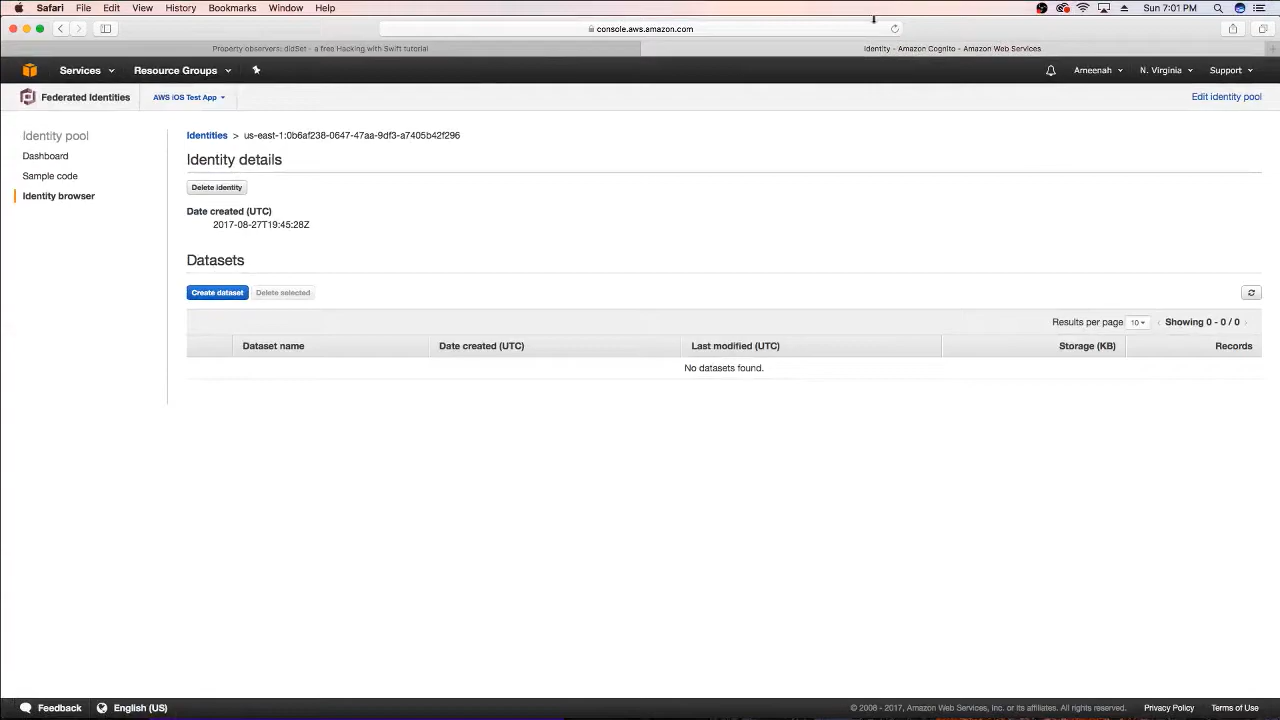 Safari File Edit View History Bookmarks Window Help Sun 7:01 PM
console.aws.amazon.com
Property observers: didSet - a free Hacking with Swift tutorial
Identity - Amazon Cognito - Amazon Web Services
Services Resource Groups Ameenah N. Virginia Support
Federated Identities AWS iOS Test App Edit identity pool
Identity pool
Dashboard
Sample code
Identity browser
Identities > us-east-1:0b6af238-0647-47aa-9df3-a7405b42f296
Identity details
Delete identity
Date created (UTC)
2017-08-27T19:45:28Z
Datasets
Create dataset Delete selected
Results per page 10 Showing 0 - 0 / 0
Dataset name Date created (UTC) Last modified (UTC) Storage (KB) Records
No datasets found.
Feedback English (US) © 2006 - 2017, Amazon Web Services, Inc. or its affiliates. All rights reserved. Privacy Policy Terms of Use